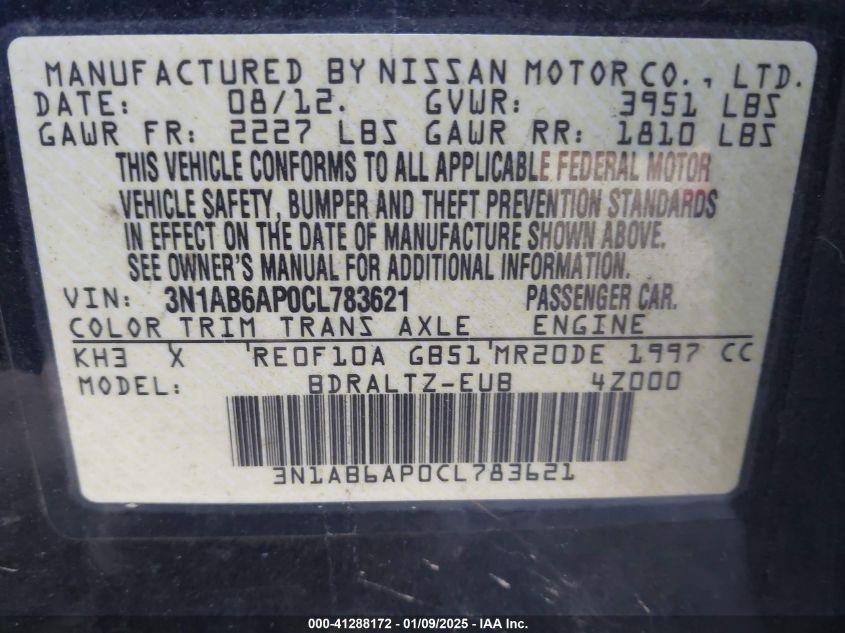 MANUFACTURED BY NISSAN MOTOR CO., LTD.
DATE: 08/12. GVWR: 3951 LBS
GAWR FR: 2227 LBS GAWR RR: 1810 LBS
THIS VEHICLE CONFORMS TO ALL APPLICABLE FEDERAL MOTOR
VEHICLE SAFETY, BUMPER AND THEFT PREVENTION STANDARDS
IN EFFECT ON THE DATE OF MANUFACTURE SHOWN ABOVE.
SEE OWNER'S MANUAL FOR ADDITIONAL INFORMATION.
VIN: 3N1AB6AP0CL783621 PASSENGER CAR.
COLOR TRIM TRANS AXLE ENGINE
KH3 X RE0F10A GB51 MR20DE 1997 CC
MODEL: BDRALTZ-EUB 4Z000
3N1AB6AP0CL783621
000-41288172 — 01/09/2025 — IAA Inc.